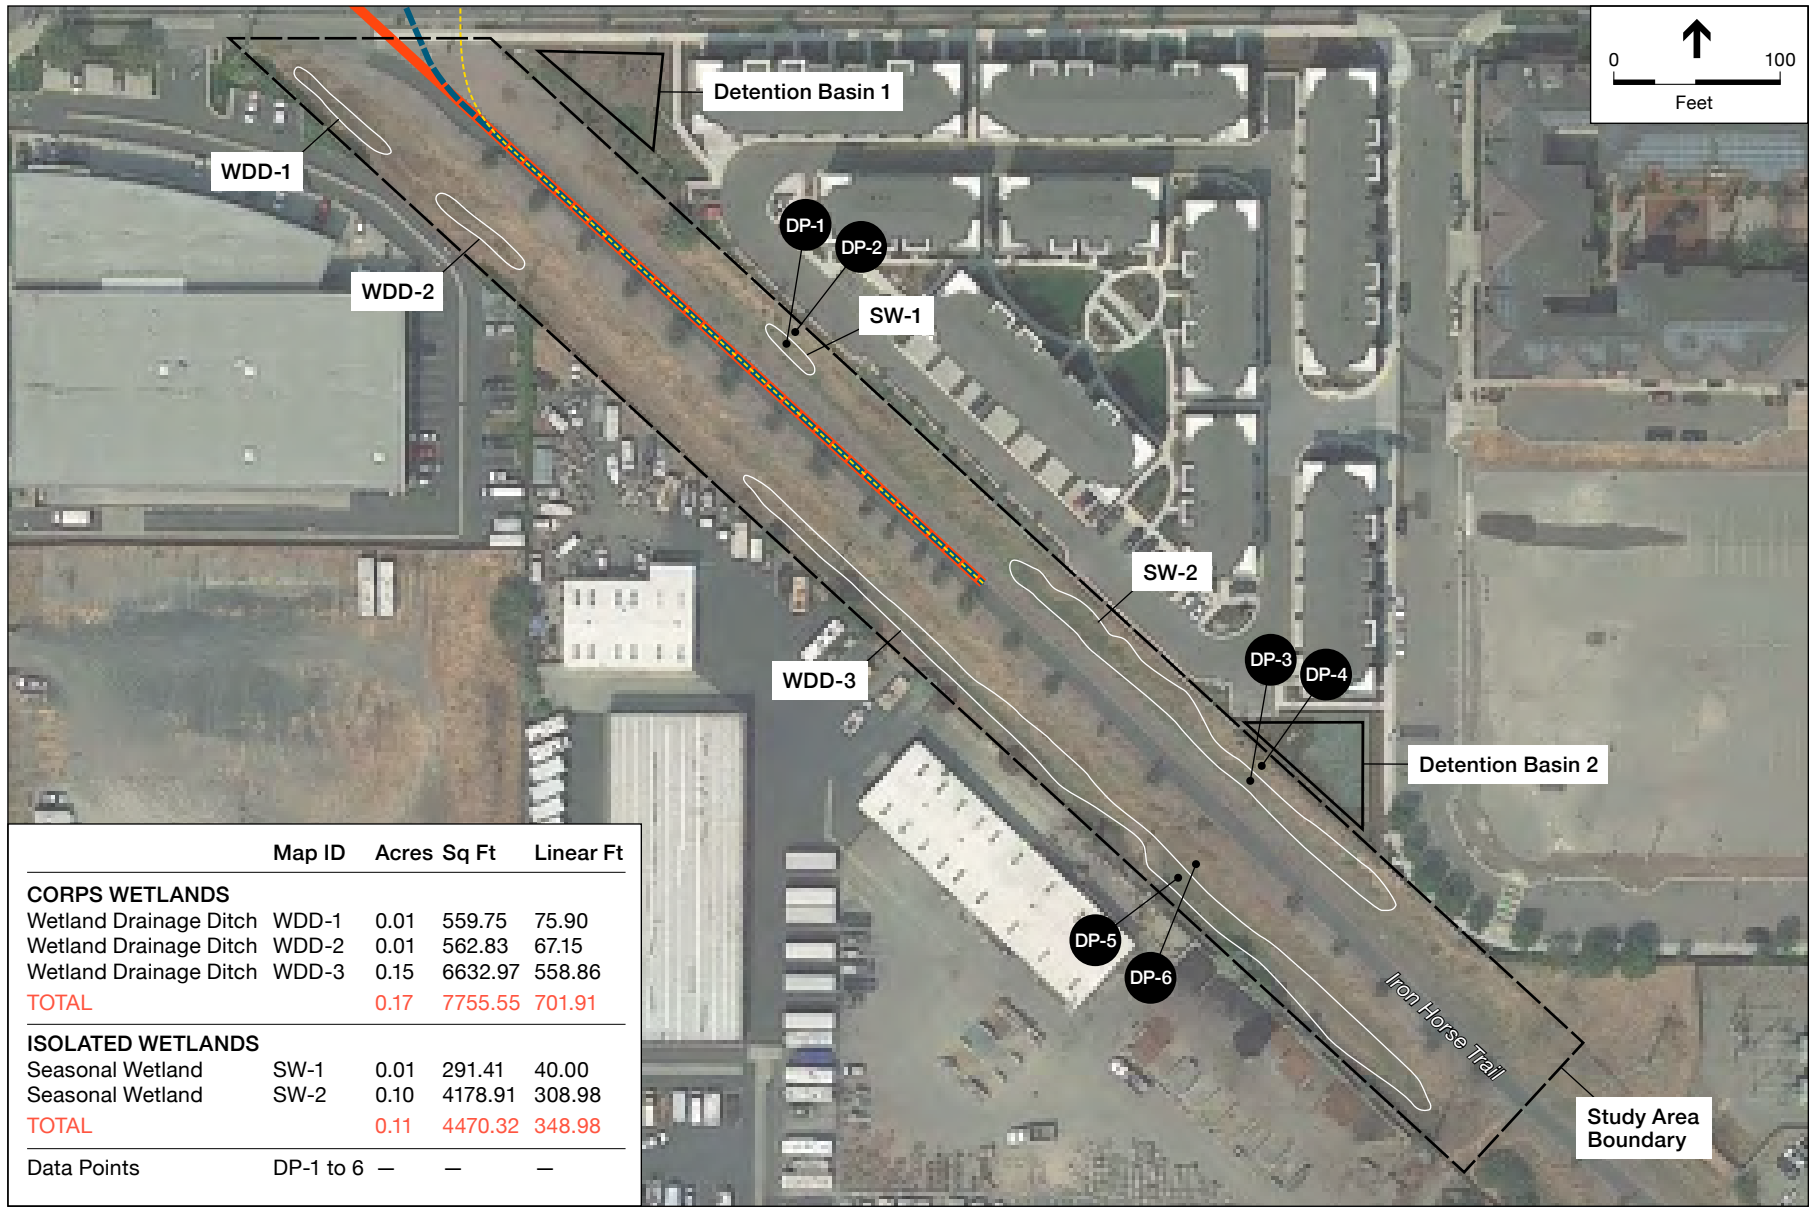 0 100
Feet
Detention Basin 1
WDD-1
DP-1
DP-2
WDD-2
SW-1
SW-2
DP-3
DP-4
WDD-3
Detention Basin 2
DP-5
DP-6
Iron Horse Trail
Study Area
Boundary
Map ID Acres Sq Ft Linear Ft
CORPS WETLANDS
Wetland Drainage Ditch WDD-1 0.01 559.75 75.90
Wetland Drainage Ditch WDD-2 0.01 562.83 67.15
Wetland Drainage Ditch WDD-3 0.15 6632.97 558.86
TOTAL 0.17 7755.55 701.91
ISOLATED WETLANDS
Seasonal Wetland SW-1 0.01 291.41 40.00
Seasonal Wetland SW-2 0.10 4178.91 308.98
TOTAL 0.11 4470.32 348.98
Data Points DP-1 to 6 — — —